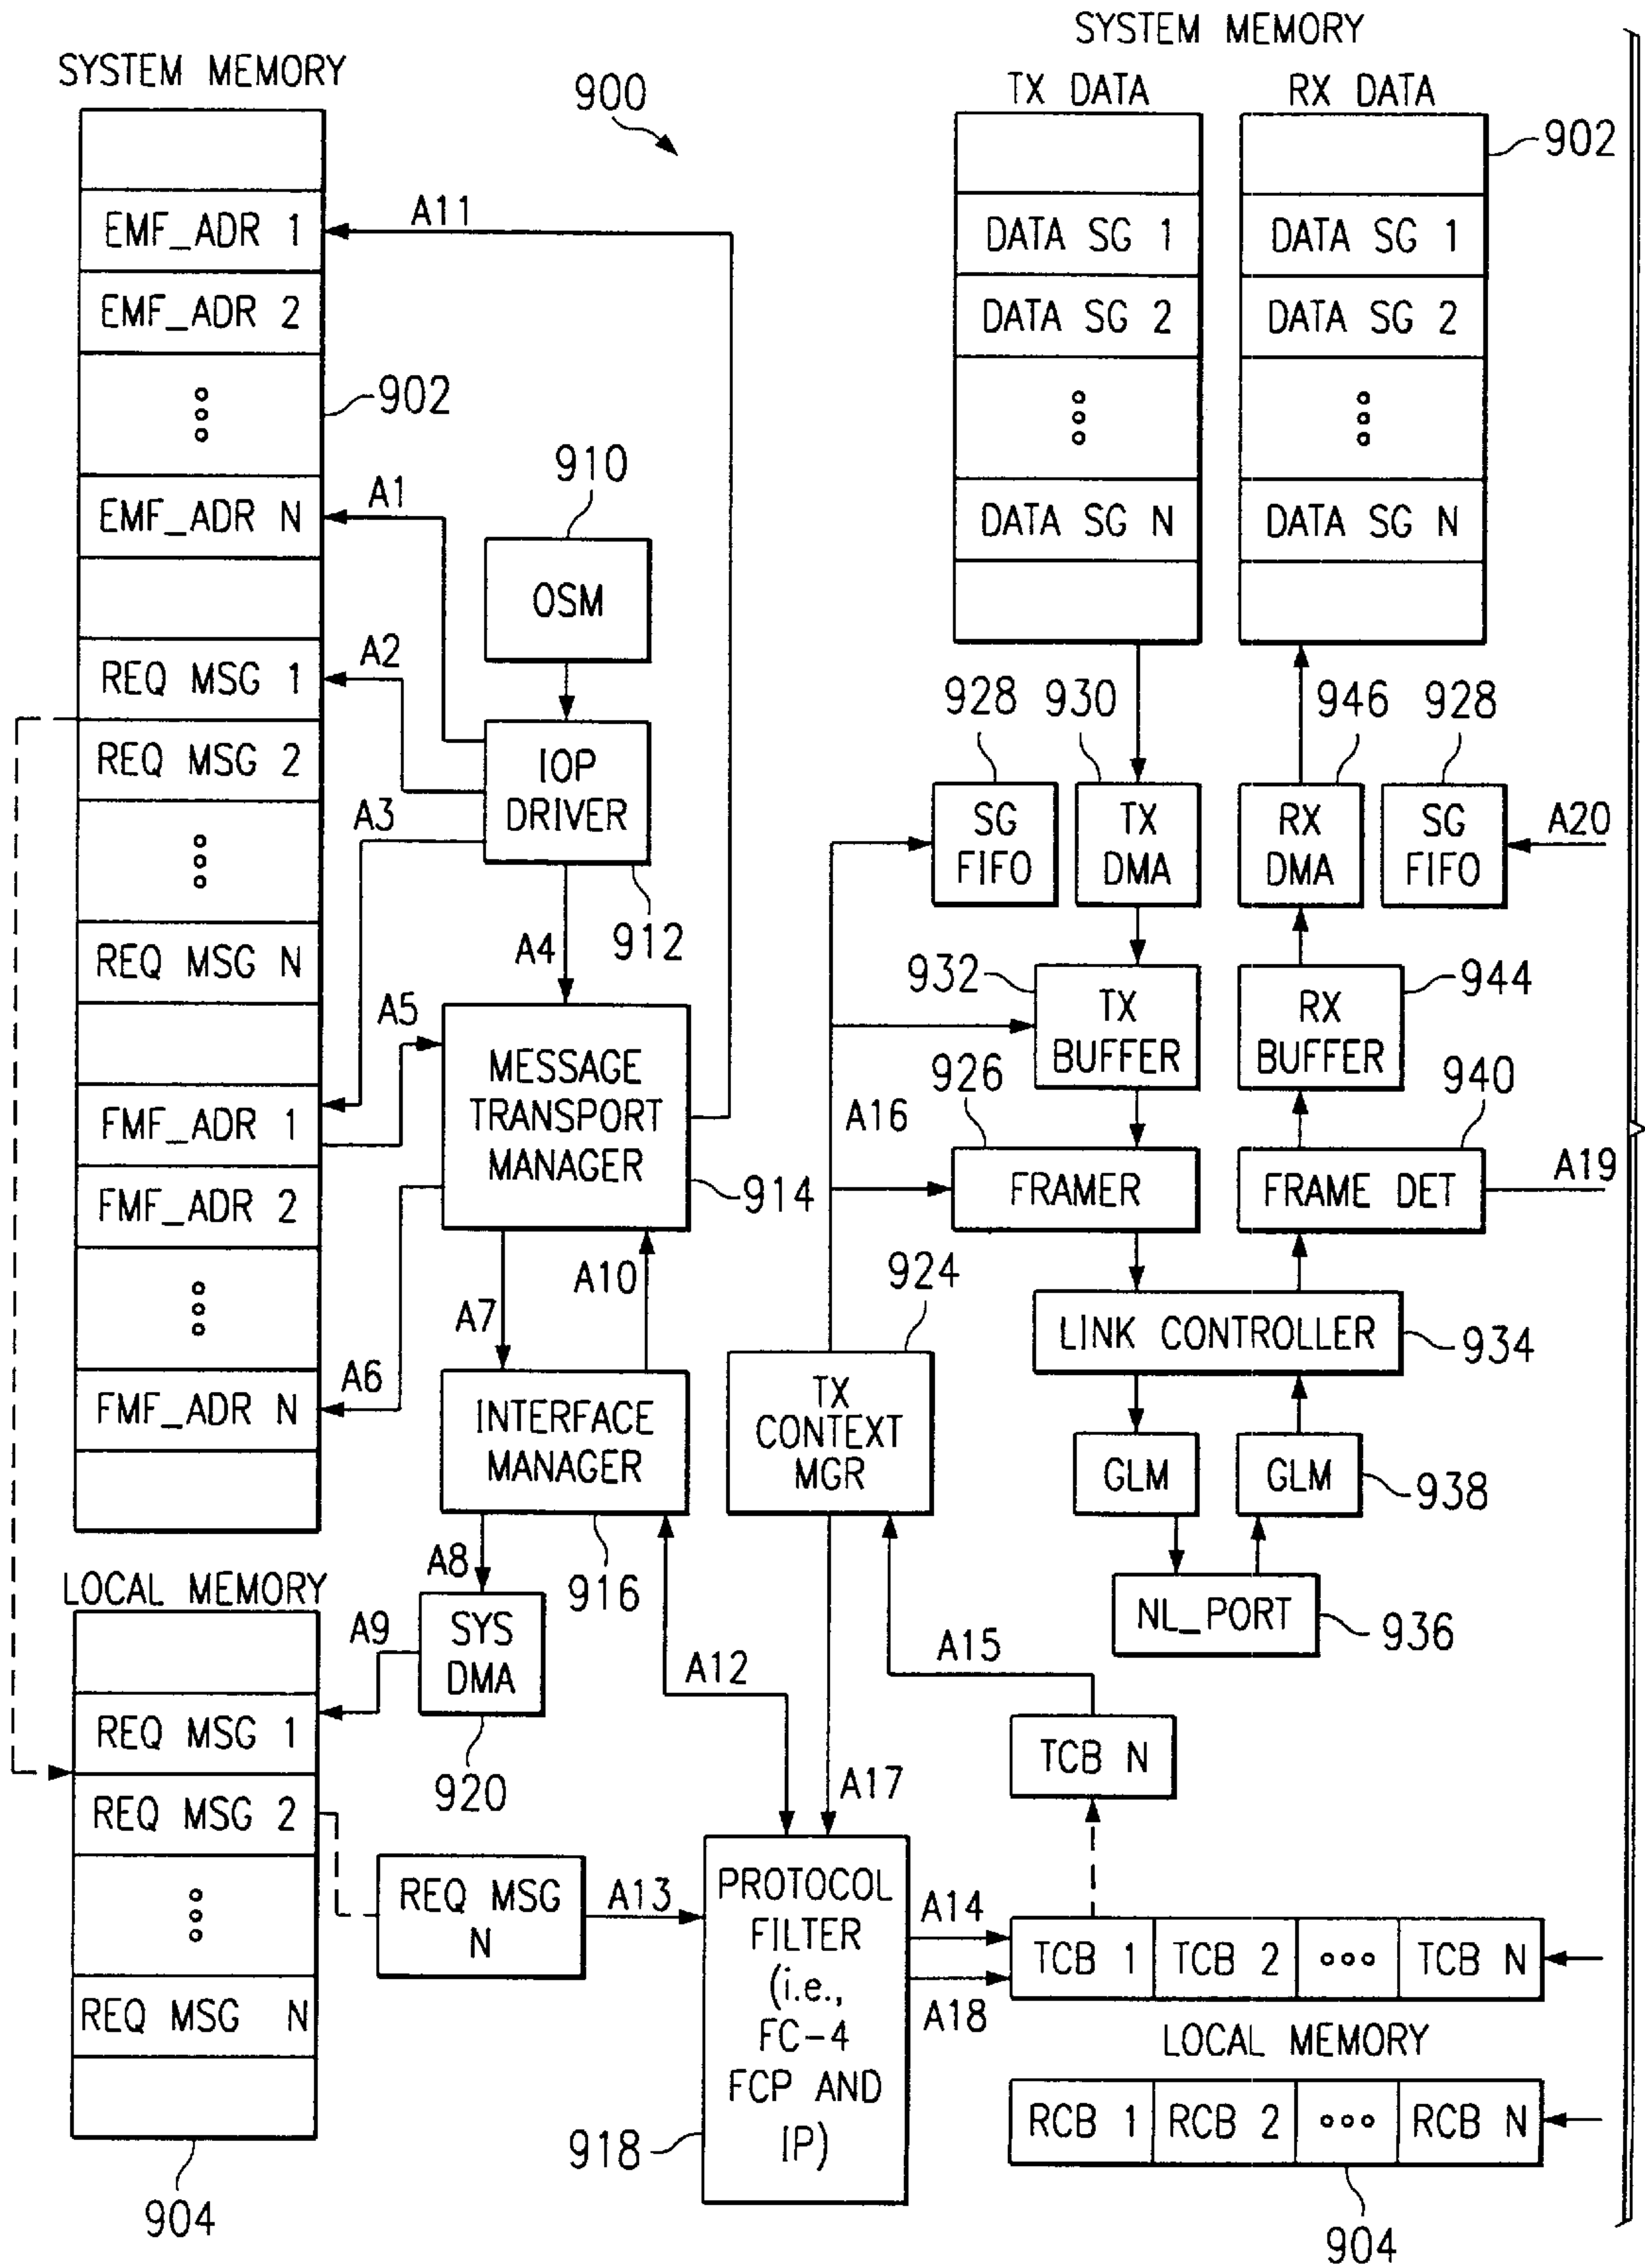 SYSTEM MEMORY
EMF_ADR 1
EMF_ADR 2
902
EMF_ADR N
REQ MSG 1
REQ MSG 2
REQ MSG N
FMF_ADR 1
FMF_ADR 2
FMF_ADR N
900
A11
A1
A2
A3
910
OSM
IOP
DRIVER
912
A4
A5
MESSAGE
TRANSPORT
MANAGER
914
A6
A7
A10
INTERFACE
MANAGER
916
A8
SYS
DMA
920
A9
A12
LOCAL MEMORY
REQ MSG 1
REQ MSG 2
REQ MSG N
904
REQ MSG
N
A13
PROTOCOL
FILTER
(i.e.,
FC-4
FCP AND
IP)
918
A14
A18
A17
SYSTEM MEMORY
TX DATA
RX DATA
902
DATA SG 1
DATA SG 2
DATA SG N
DATA SG 1
DATA SG 2
DATA SG N
928
930
946
928
SG
FIFO
TX
DMA
RX
DMA
SG
FIFO
A20
932
TX
BUFFER
RX
BUFFER
944
926
A16
FRAMER
940
FRAME DET
A19
924
TX
CONTEXT
MGR
LINK CONTROLLER
934
GLM
GLM
938
NL_PORT
936
A15
TCB N
TCB 1
TCB 2
TCB N
LOCAL MEMORY
RCB 1
RCB 2
RCB N
904